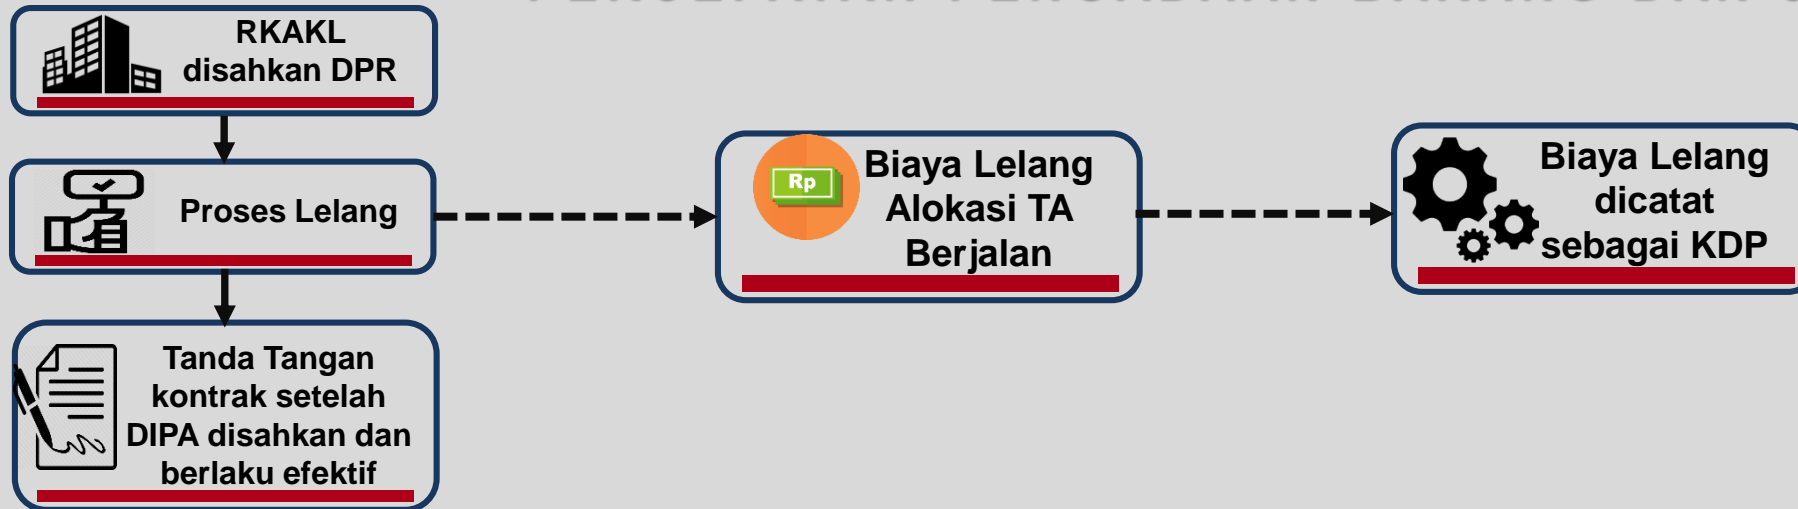 RKAKL
disahkan DPR
Proses Lelang
Tanda Tangan
kontrak setelah
DIPA disahkan dan
berlaku efektif
Rp
Biaya Lelang
Alokasi TA
Berjalan
Biaya Lelang
dicatat
sebagai KDP